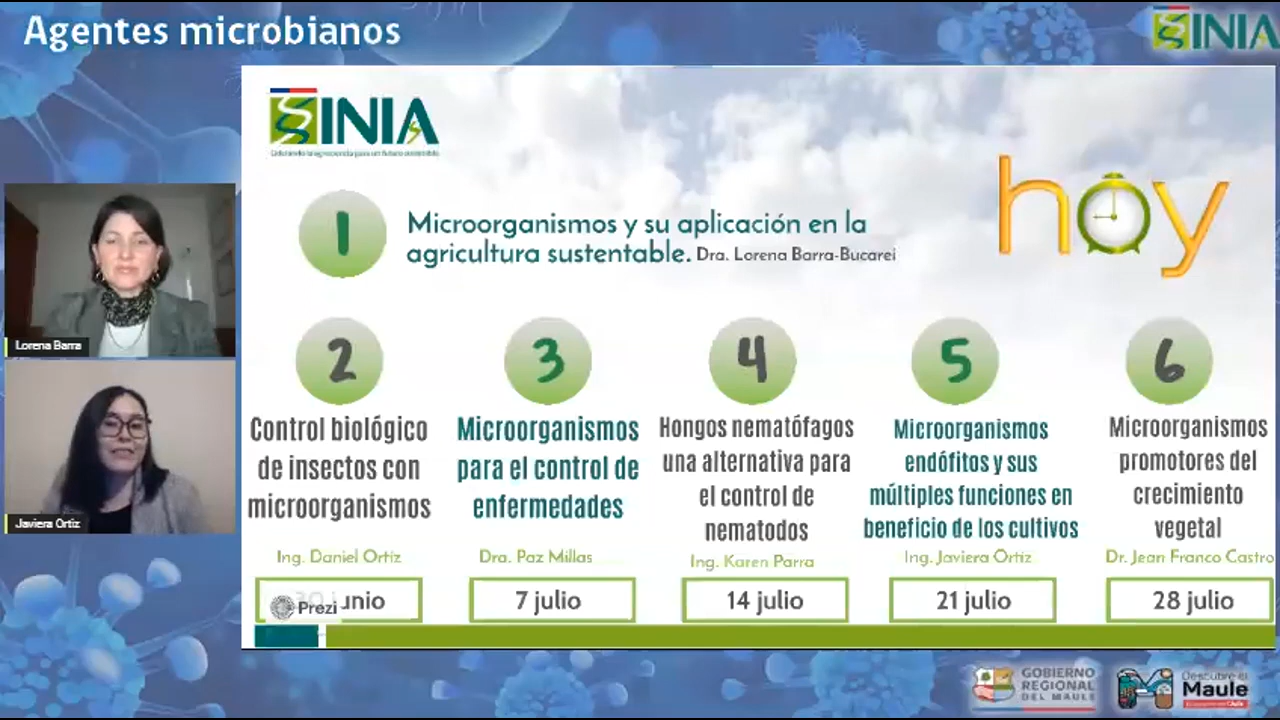 Agentes microbianos
INIA
INIA
hoy
1
Microorganismos y su aplicación en la
agricultura sustentable. Dra. Lorena Barra-Bucarei
Lorena Barra
Javiera Ortiz
2
Control biológico
de insectos con
microorganismos
Ing. Daniel Ortiz
30 junio
3
Microorganismos
para el control de
enfermedades
Dra. Paz Millas
7 julio
4
Hongos nematófagos
una alternativa para
el control de
nematodos
Ing. Karen Parra
14 julio
5
Microorganismos
endófitos y sus
múltiples funciones en
beneficio de los cultivos
Ing. Javiera Ortiz
21 julio
6
Microorganismos
promotores del
crecimiento
vegetal
Dr. Jean Franco Castro
28 julio
Prezi
GOBIERNO
REGIONAL
DEL MAULE
Descubre el
Maule